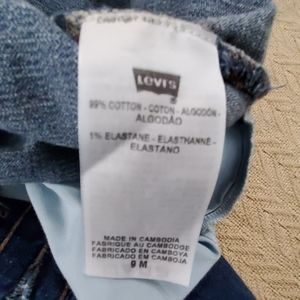 Levi's
®
99% COTTON - COTON - ALGODÓN -
ALGODÃO
1% ELASTANE - ELASTHANNE -
ELASTANO
MADE IN CAMBODIA
FABRIQUE AU CAMBODGE
FABRICADO EN CAMBOYA
FABRICADO EM CAMBOJA
9 M